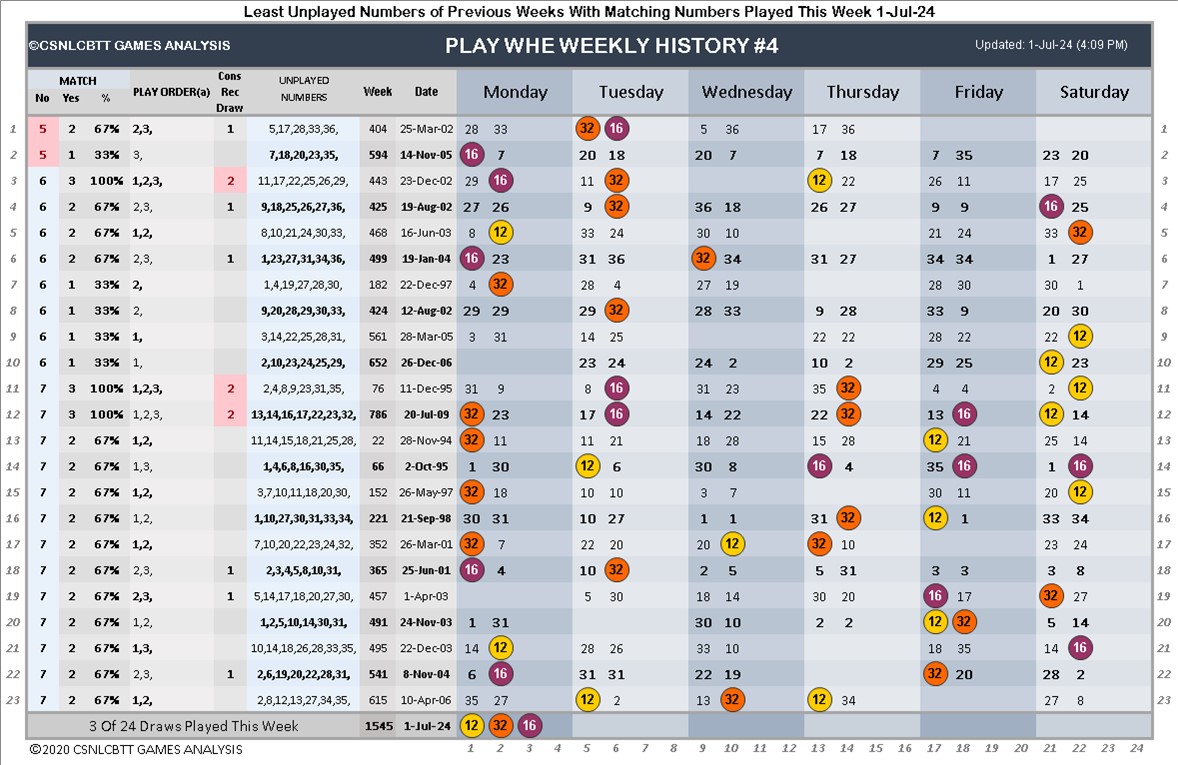 Least Unplayed Numbers of Previous Weeks With Matching Numbers Played This Week 1-Jul-24
©CSNLCBTT GAMES ANALYSIS PLAY WHE WEEKLY HISTORY #4 Updated: 1-Jul-24 (4:09 PM)
MATCH No Yes % PLAY ORDER(a) Cons Rec Draw UNPLAYED NUMBERS Week Date Monday Tuesday Wednesday Thursday Friday Saturday
1 5 2 67% 2,3, 1 5,17,28,33,36, 404 25-Mar-02 28 33 32 16 5 36 17 36 1
2 5 1 33% 3, 7,18,20,23,35, 594 14-Nov-05 16 7 20 18 20 7 7 18 7 35 23 20 2
3 6 3 100% 1,2,3, 2 11,17,22,25,26,29, 443 23-Dec-02 29 16 11 32 12 22 26 11 17 25 3
4 6 2 67% 2,3, 1 9,18,25,26,27,36, 425 19-Aug-02 27 26 9 32 36 18 26 27 9 9 16 25 4
5 6 2 67% 1,2, 8,10,21,24,30,33, 468 16-Jun-03 8 12 33 24 30 10 21 24 33 32 5
6 6 2 67% 2,3, 1 1,23,27,31,34,36, 499 19-Jan-04 16 23 31 36 32 34 31 27 34 34 1 27 6
7 6 1 33% 2, 1,4,19,27,28,30, 182 22-Dec-97 4 32 28 4 27 19 28 30 30 1 7
8 6 1 33% 2, 9,20,28,29,30,33, 424 12-Aug-02 29 29 29 32 28 33 9 28 33 9 20 30 8
9 6 1 33% 1, 3,14,22,25,28,31, 561 28-Mar-05 3 31 14 25 22 22 28 22 22 12 9
10 6 1 33% 1, 2,10,23,24,25,29, 652 26-Dec-06 23 24 24 2 10 2 29 25 12 23 10
11 7 3 100% 1,2,3, 2 2,4,8,9,23,31,35, 76 11-Dec-95 31 9 8 16 31 23 35 32 4 4 2 12 11
12 7 3 100% 1,2,3, 2 13,14,16,17,22,23,32, 786 20-Jul-09 32 23 17 16 14 22 22 32 13 16 12 14 12
13 7 2 67% 1,2, 11,14,15,18,21,25,28, 22 28-Nov-94 32 11 11 21 18 28 15 28 12 21 25 14 13
14 7 2 67% 1,3, 1,4,6,8,16,30,35, 66 2-Oct-95 1 30 12 6 30 8 16 4 35 16 1 16 14
15 7 2 67% 1,2, 3,7,10,11,18,20,30, 152 26-May-97 32 18 10 10 3 7 30 11 20 12 15
16 7 2 67% 1,2, 1,10,27,30,31,33,34, 221 21-Sep-98 30 31 10 27 1 1 31 32 12 1 33 34 16
17 7 2 67% 1,2, 7,10,20,22,23,24,32, 352 26-Mar-01 32 7 22 20 20 12 32 10 23 24 17
18 7 2 67% 2,3, 1 2,3,4,5,8,10,31, 365 25-Jun-01 16 4 10 32 2 5 5 31 3 3 3 8 18
19 7 2 67% 2,3, 1 5,14,17,18,20,27,30, 457 1-Apr-03 5 30 18 14 30 20 16 17 32 27 19
20 7 2 67% 1,2, 1,2,5,10,14,30,31, 491 24-Nov-03 1 31 30 10 2 2 12 32 5 14 20
21 7 2 67% 1,3, 10,14,18,26,28,33,35, 495 22-Dec-03 14 12 28 26 33 10 18 35 14 16 21
22 7 2 67% 2,3, 1 2,6,19,20,22,28,31, 541 8-Nov-04 6 16 31 31 22 19 32 20 28 2 22
23 7 2 67% 1,2, 2,8,12,13,27,34,35, 615 10-Apr-06 35 27 12 2 13 32 12 34 27 8 23
3 Of 24 Draws Played This Week 1545 1-Jul-24 12 32 16
©2020 CSNLCBTT GAMES ANALYSIS 1 2 3 4 5 6 7 8 9 10 11 12 13 14 15 16 17 18 19 20 21 22 23 24